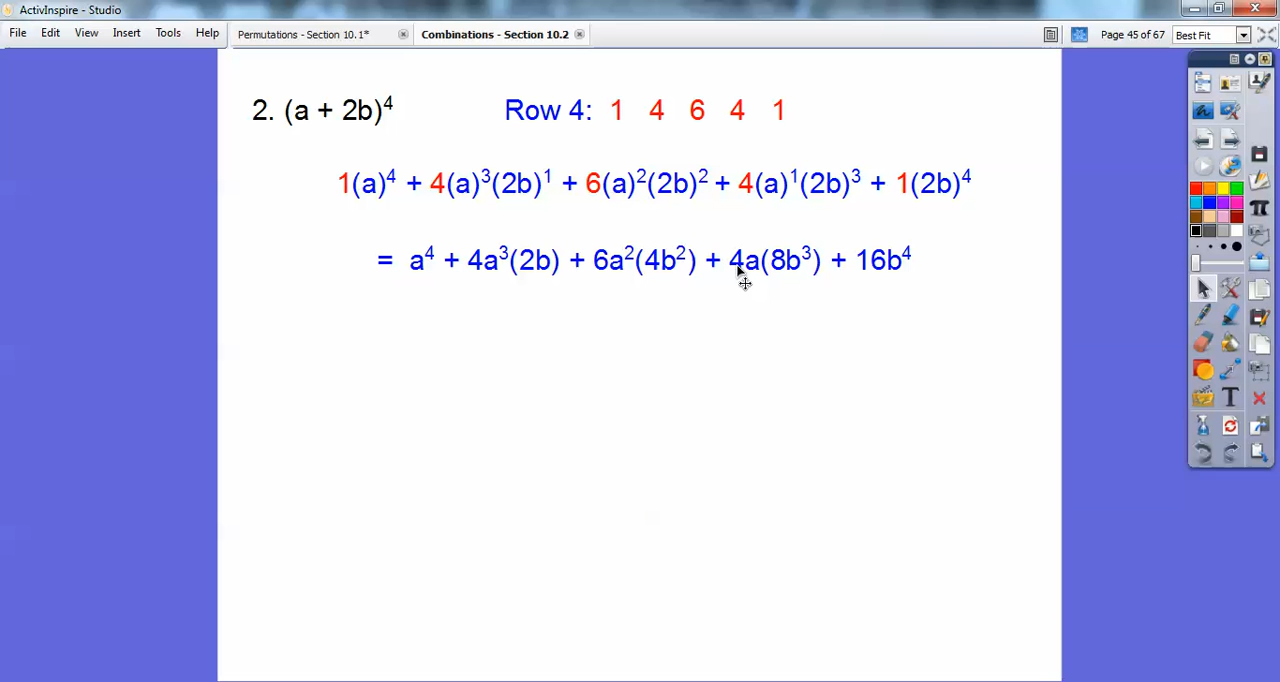 ActivInspire - Studio
File Edit View Insert Tools Help
Permutations - Section 10.1*
Combinations - Section 10.2
Page 45 of 67
Best Fit
2. (a + 2b)⁴ Row 4: 1 4 6 4 1
1(a)⁴ + 4(a)³(2b)¹ + 6(a)²(2b)² + 4(a)¹(2b)³ + 1(2b)⁴
= a⁴ + 4a³(2b) + 6a²(4b²) + 4a(8b³) + 16b⁴